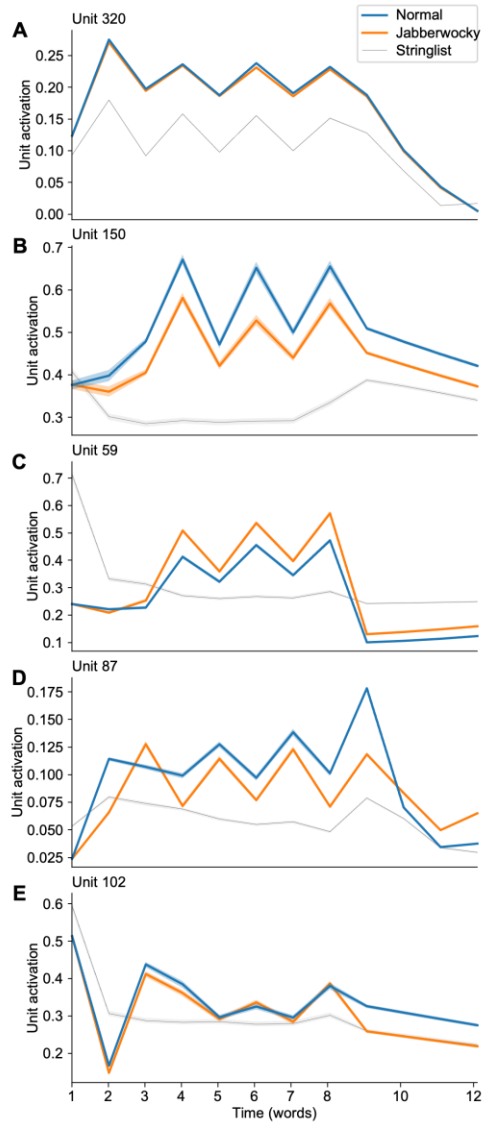 A
Unit 320
Normal
Jabberwocky
Stringlist
Unit activation
0.25
0.20
0.15
0.10
0.05
0.00
B
Unit 150
Unit activation
0.7
0.6
0.5
0.4
0.3
C
Unit 59
Unit activation
0.7
0.6
0.5
0.4
0.3
0.2
0.1
D
Unit 87
Unit activation
0.175
0.150
0.125
0.100
0.075
0.050
0.025
E
Unit 102
Unit activation
0.6
0.5
0.4
0.3
0.2
1 2 3 4 5 6 7 8 10 12
Time (words)